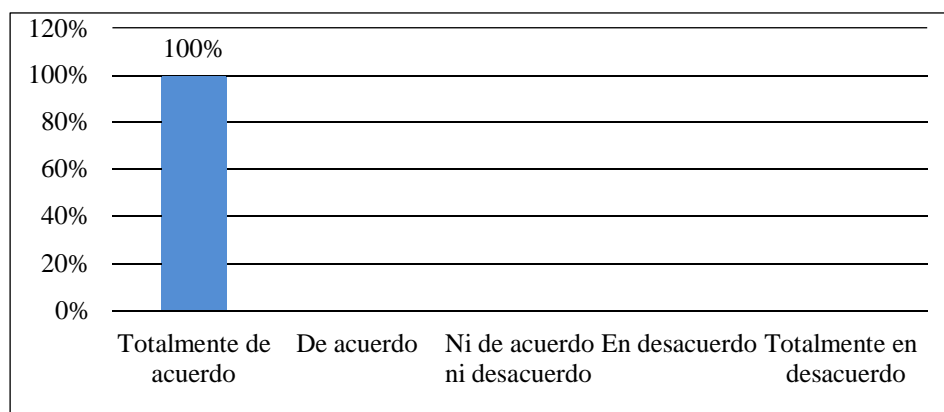 120%
100%
100%
80%
60%
40%
20%
0%
Totalmente de acuerdo
De acuerdo
Ni de acuerdo ni desacuerdo
En desacuerdo
Totalmente en desacuerdo